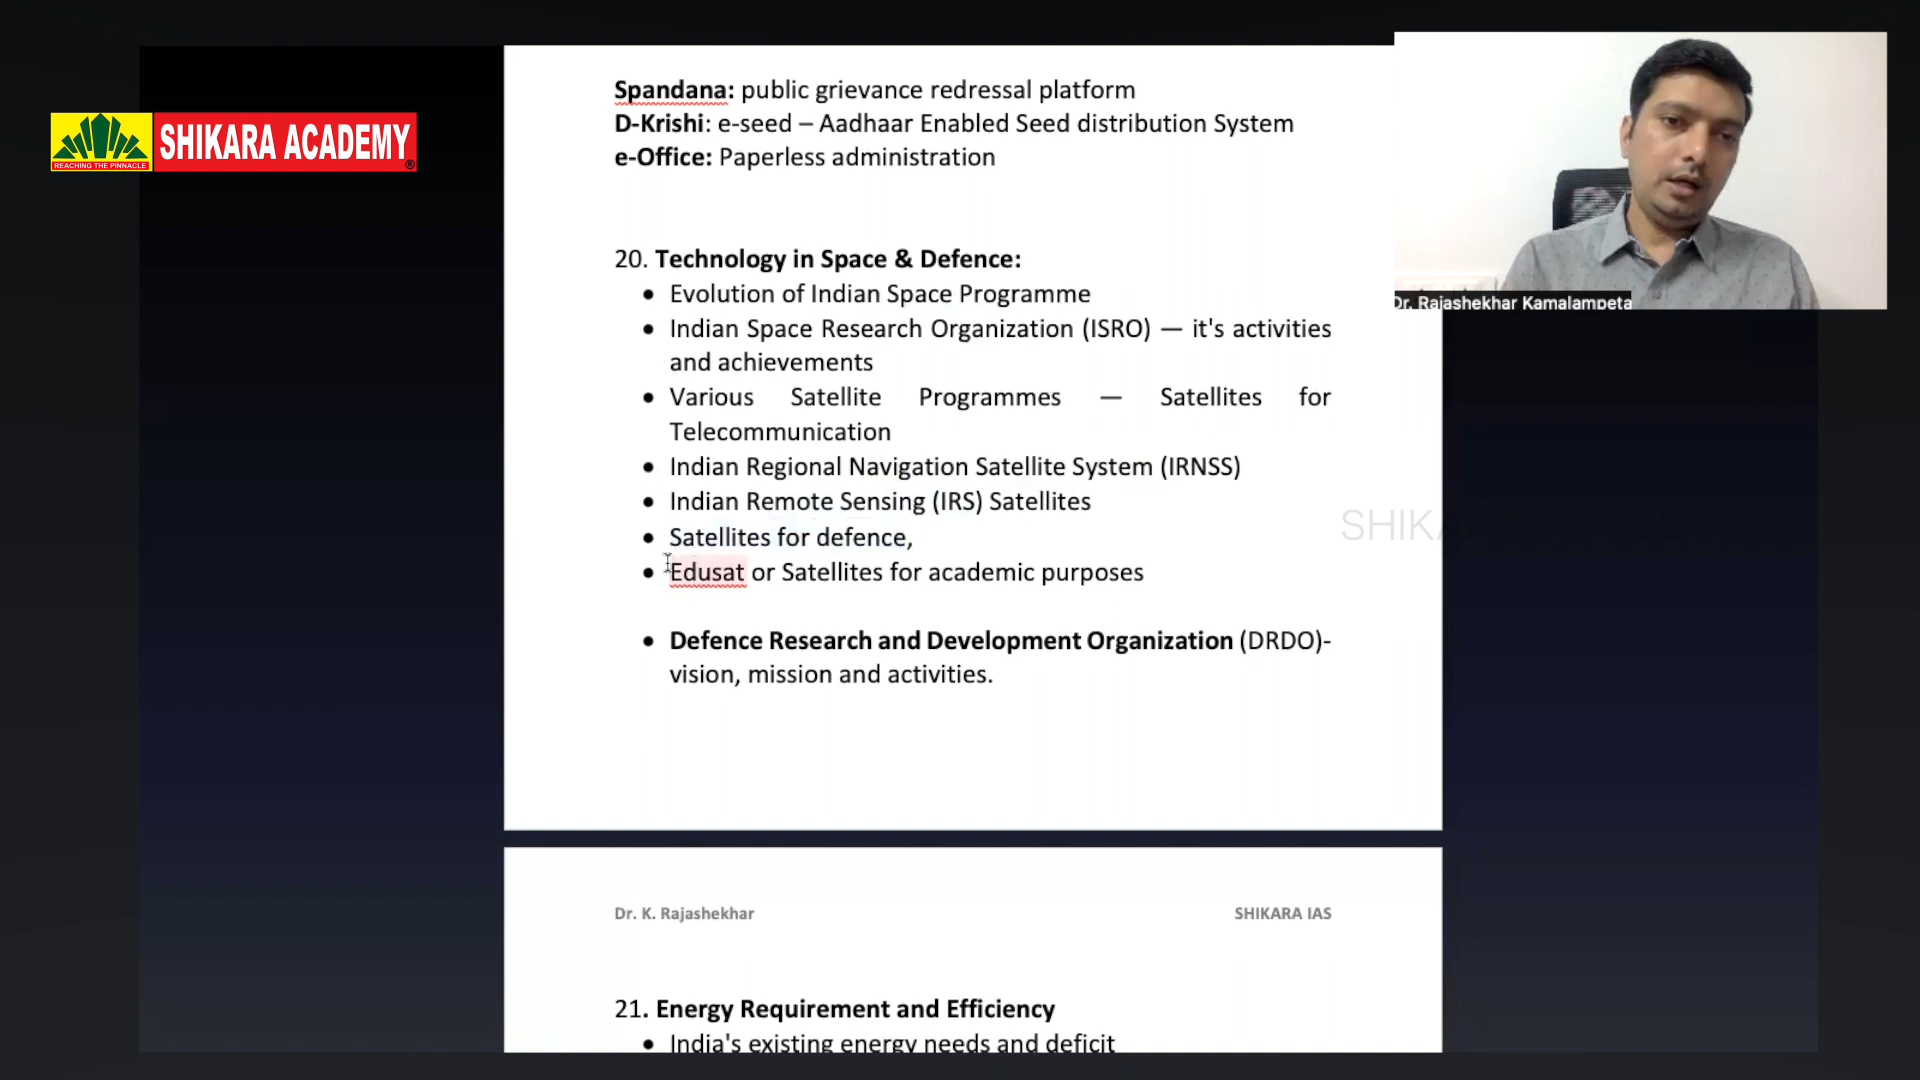 Spandana: public grievance redressal platform
D-Krishi: e-seed – Aadhaar Enabled Seed distribution System
e-Office: Paperless administration
SHIKARA ACADEMY
REACHING THE PINNACLE
20. Technology in Space & Defence:
• Evolution of Indian Space Programme
• Indian Space Research Organization (ISRO) — it's activities
and achievements
• Various Satellite Programmes — Satellites for
Telecommunication
• Indian Regional Navigation Satellite System (IRNSS)
• Indian Remote Sensing (IRS) Satellites
• Satellites for defence,
• Edusat or Satellites for academic purposes
• Defence Research and Development Organization (DRDO)-
vision, mission and activities.
Dr. Rajashekhar Kamalampeta
Dr. K. Rajashekhar
SHIKARA IAS
21. Energy Requirement and Efficiency
• India's existing energy needs and deficit